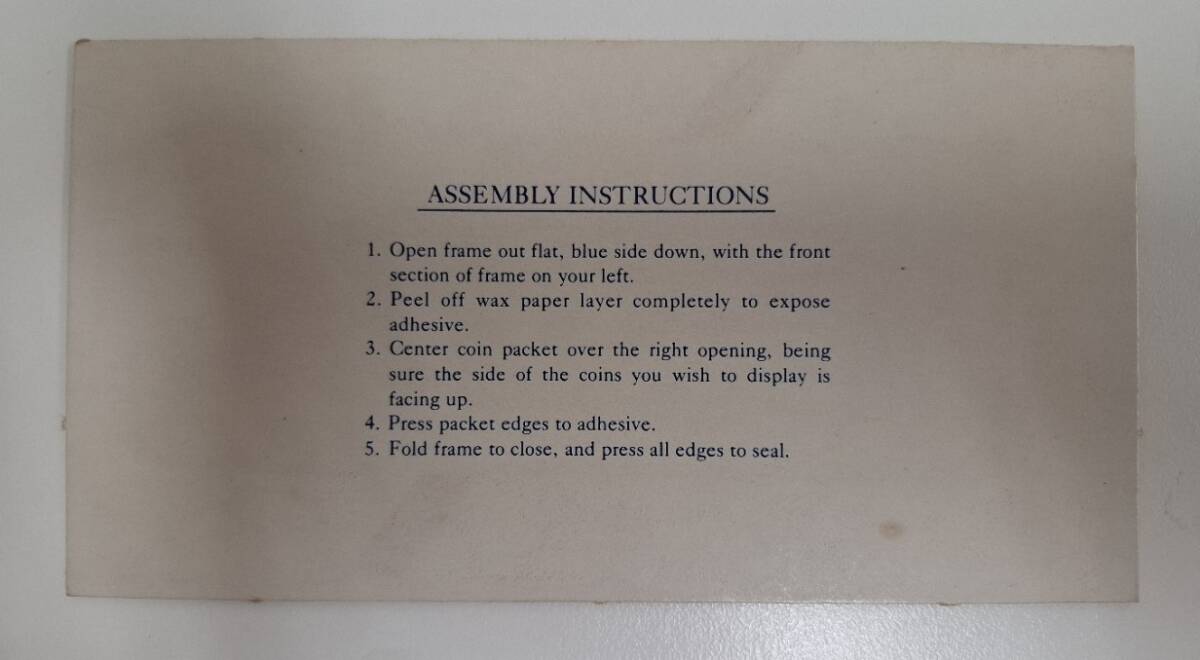 ASSEMBLY INSTRUCTIONS
1. Open frame out flat, blue side down, with the front
section of frame on your left.
2. Peel off wax paper layer completely to expose
adhesive.
3. Center coin packet over the right opening, being
sure the side of the coins you wish to display is
facing up.
4. Press packet edges to adhesive.
5. Fold frame to close, and press all edges to seal.